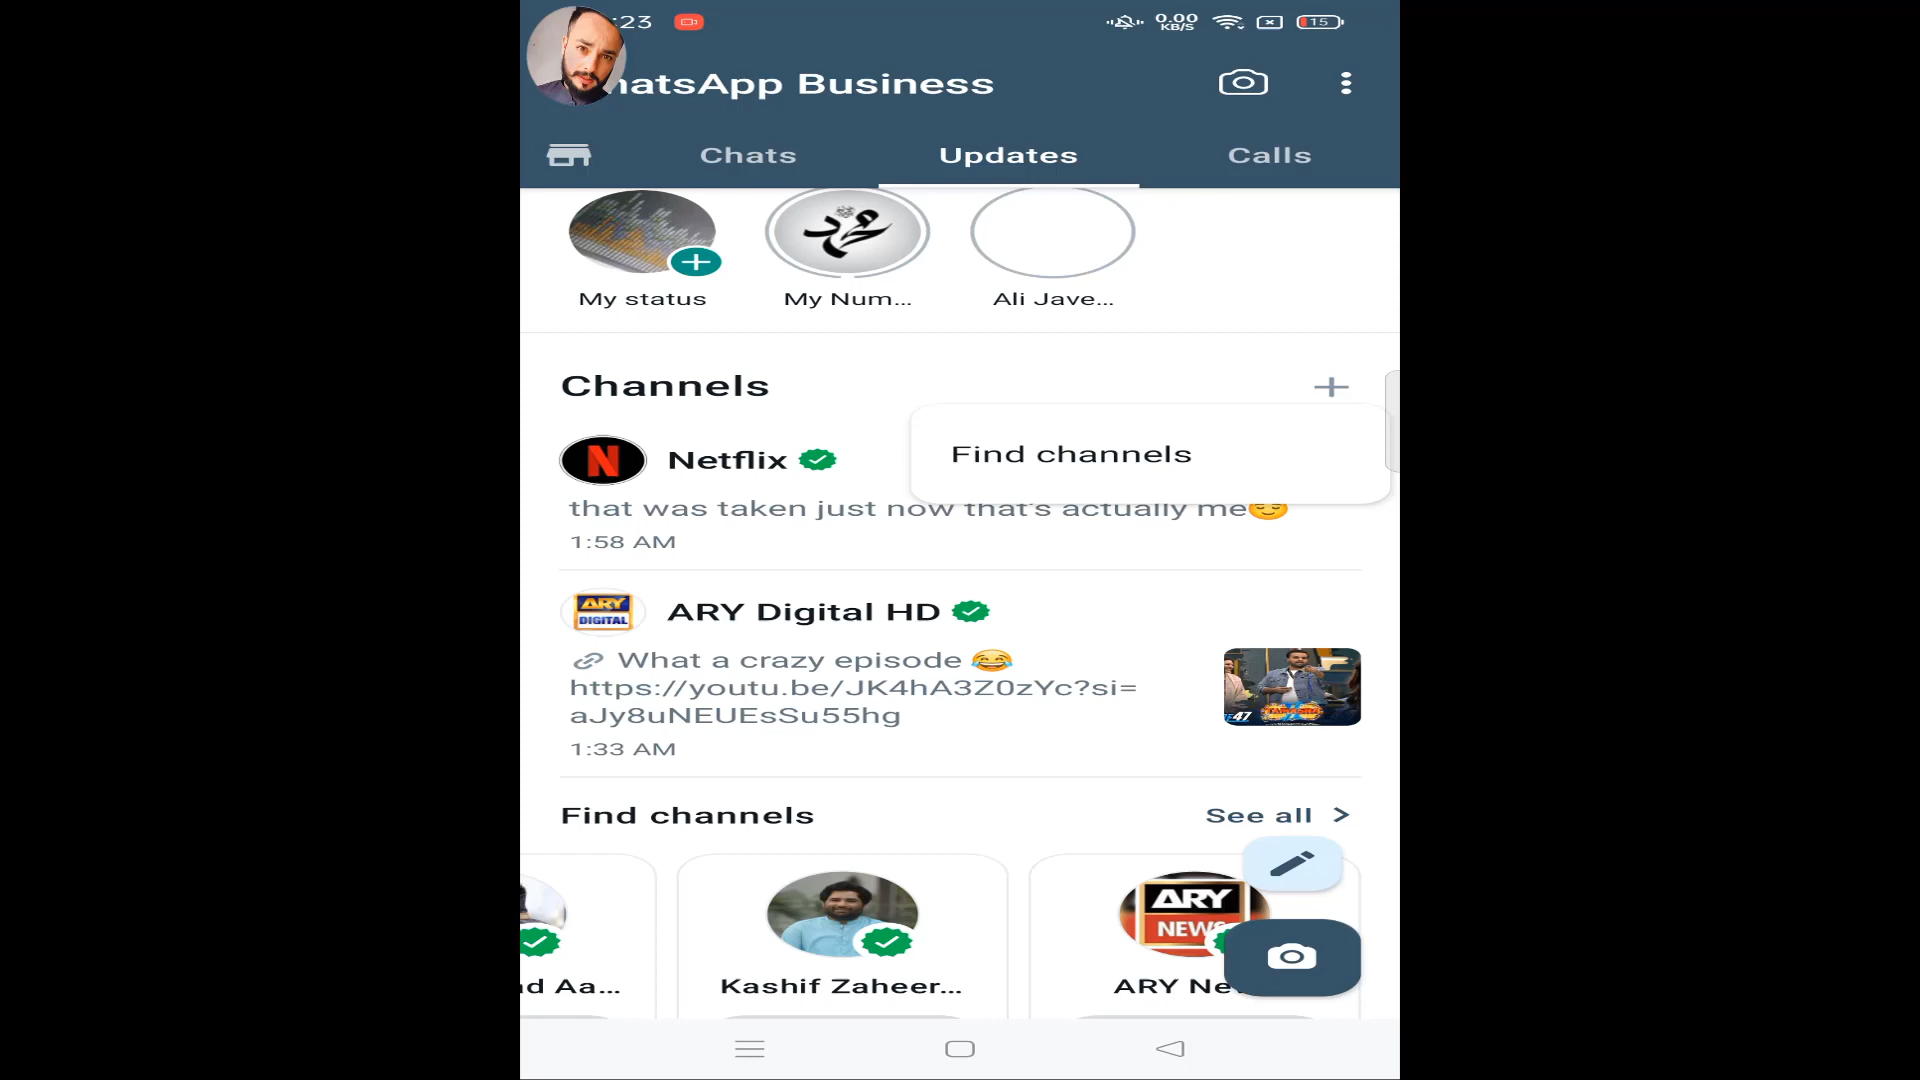 :23
0.00
KB/S
15
hatsApp Business
Chats
Updates
Calls
محمد
My status
My Num...
Ali Jave...
Channels
Find channels
N
Netflix
that was taken just now that's actually me😌
1:58 AM
ARY
DIGITAL
ARY Digital HD
What a crazy episode 😂
https://youtu.be/JK4hA3Z0zYc?si=
aJy8uNEUEsSu55hg
47
1:33 AM
Find channels
See all >
ARY
NEWS
d Aa...
Kashif Zaheer...
ARY Ne